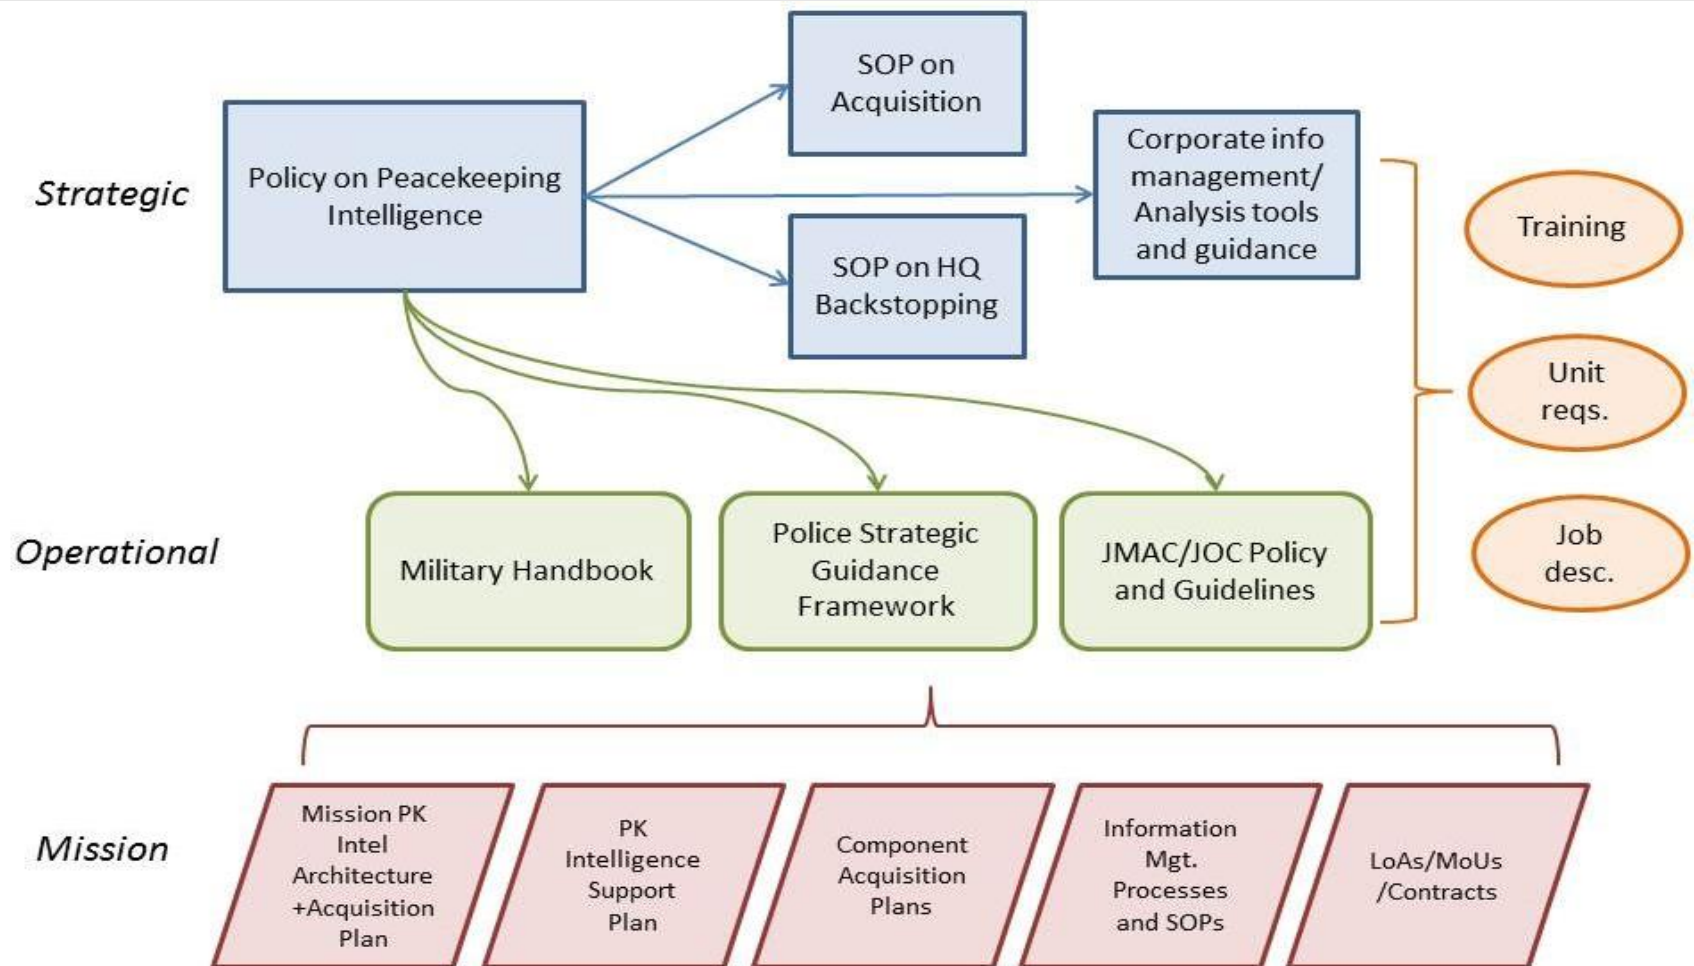 SOP on
Acquisition
Strategic
Policy on Peacekeeping
Intelligence
Corporate info
management/
Analysis tools
and guidance
SOP on HQ
Backstopping
Training
Unit
reqs.
Operational
Military Handbook
Police Strategic
Guidance
Framework
JMAC/JOC Policy
and Guidelines
Job
desc.
Mission
Mission PK
Intel
Architecture
+Acquisition
Plan
PK
Intelligence
Support
Plan
Component
Acquisition
Plans
Information
Mgt.
Processes
and SOPs
LoAs/MoUs
/Contracts